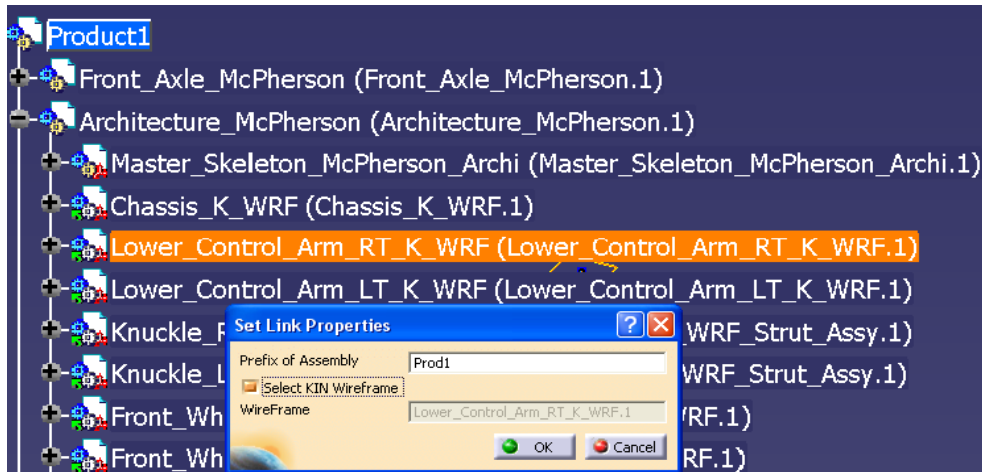 Product1
Front_Axle_McPherson (Front_Axle_McPherson.1)
Architecture_McPherson (Architecture_McPherson.1)
Master_Skeleton_McPherson_Archi (Master_Skeleton_McPherson_Archi.1)
Chassis_K_WRF (Chassis_K_WRF.1)
Lower_Control_Arm_RT_K_WRF (Lower_Control_Arm_RT_K_WRF.1)
Lower_Control_Arm_LT_K_WRF (Lower_Control_Arm_LT_K_WRF.1)
Knuckle_ WRF_Strut_Assy.1)
Knuckle_L WRF_Strut_Assy.1)
Front_Wh RF.1)
Front_Wh RF.1)
Set Link Properties
Prefix of Assembly Prod1
Select KIN Wireframe
WireFrame Lower_Control_Arm_RT_K_WRF.1
OK Cancel